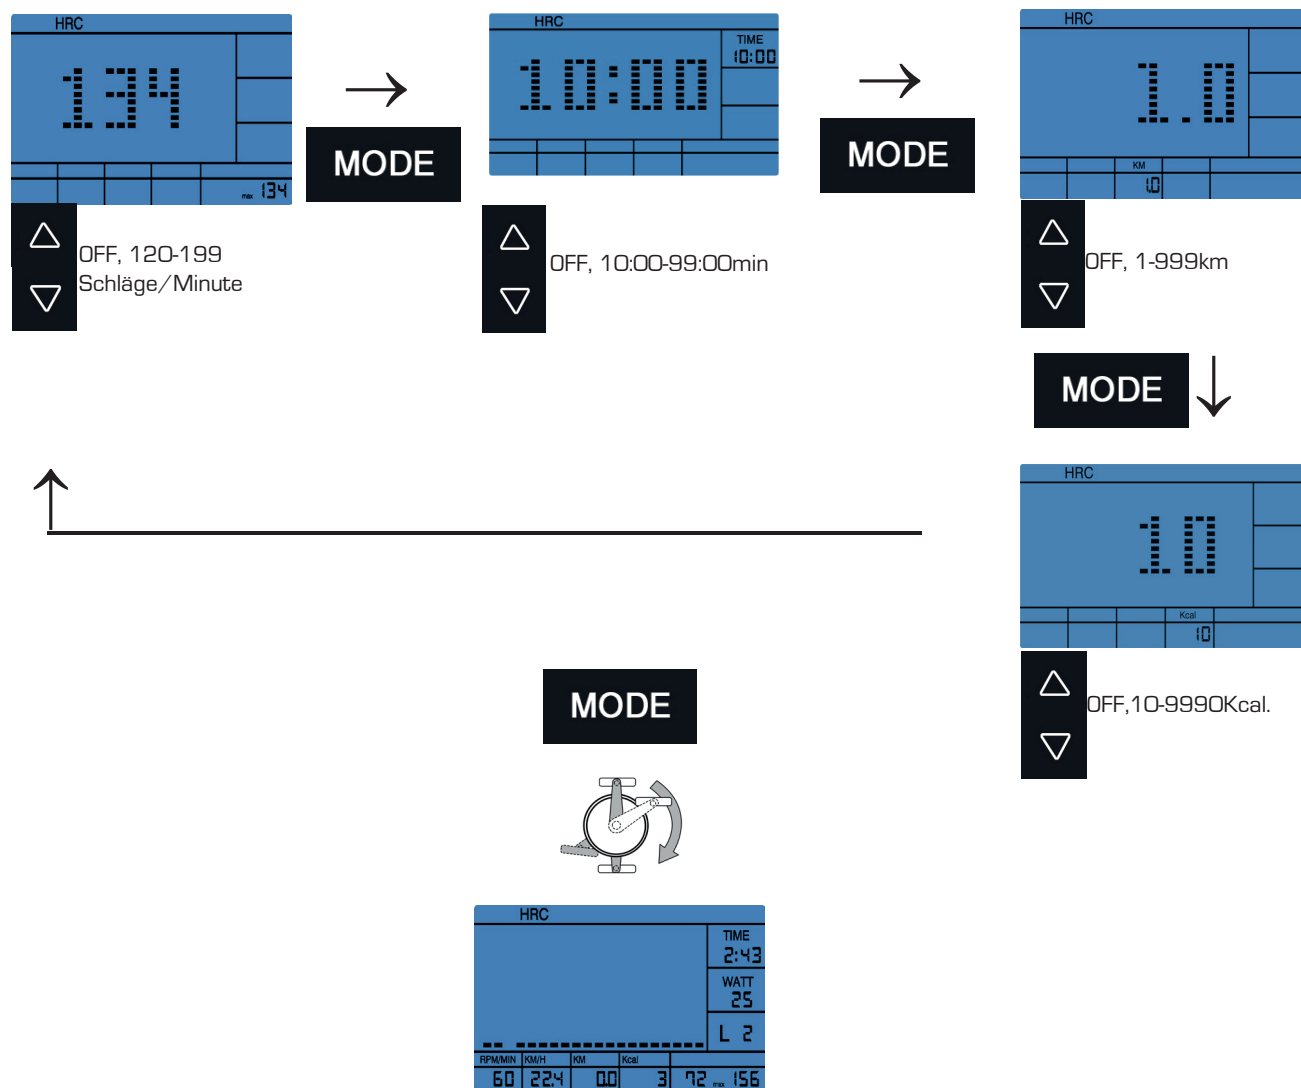 HRC
134
max 134
MODE
HRC
TIME
10:00
10:00
MODE
HRC
1.0
KM
1.0
OFF, 120-199
Schläge/Minute
OFF, 10:00-99:00min
OFF, 1-999km
MODE
HRC
10
Kcal
10
OFF,10-9990Kcal.
MODE
HRC
TIME
2:43
WATT
25
L 2
RPM/MIN KM/H KM Kcal
60 22.4 0.0 3 72 max 156